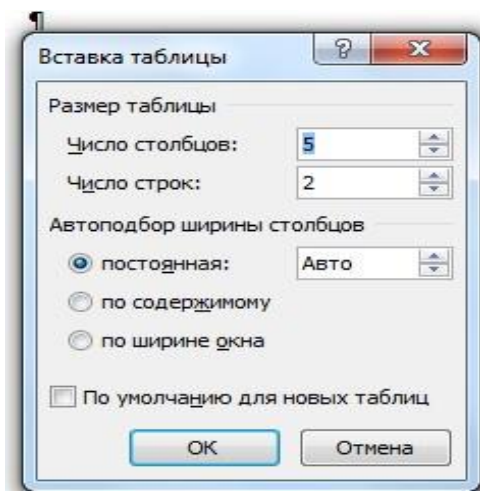 ¶
Вставка таблицы
Размер таблицы
Число столбцов: 5
Число строк: 2
Автоподбор ширины столбцов
постоянная: Авто
по содержимому
по ширине окна
По умолчанию для новых таблиц
ОК Отмена